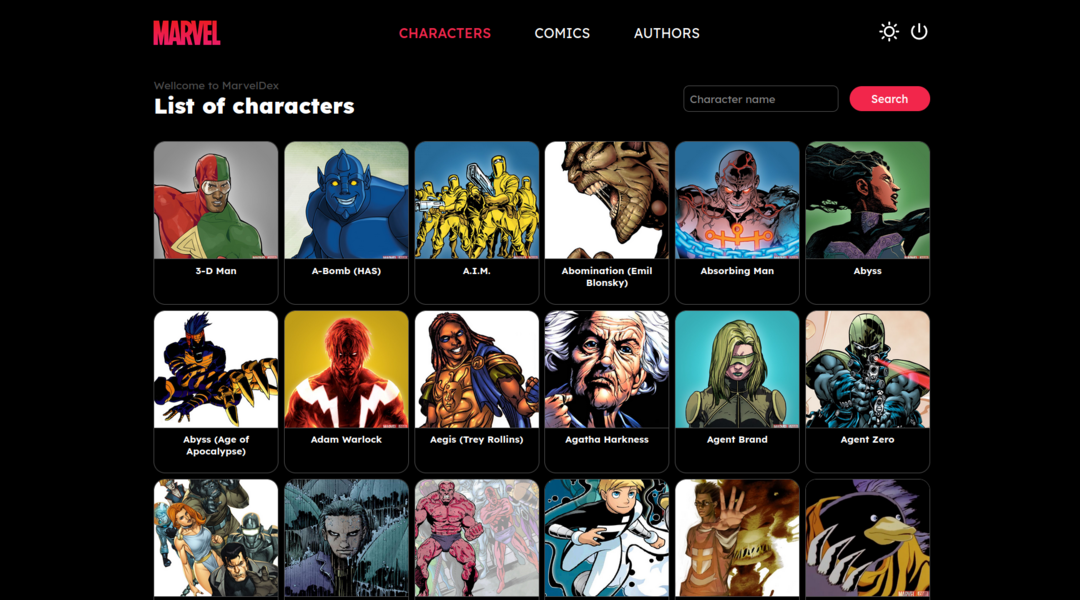 MARVEL
CHARACTERS
COMICS
AUTHORS
Wellcome to MarvelDex
List of characters
Character name
Search
3-D Man
A-Bomb (HAS)
A.I.M.
Abomination (Emil
Blonsky)
Absorbing Man
Abyss
Abyss (Age of
Apocalypse)
Adam Warlock
Aegis (Trey Rollins)
Agatha Harkness
Agent Brand
Agent Zero